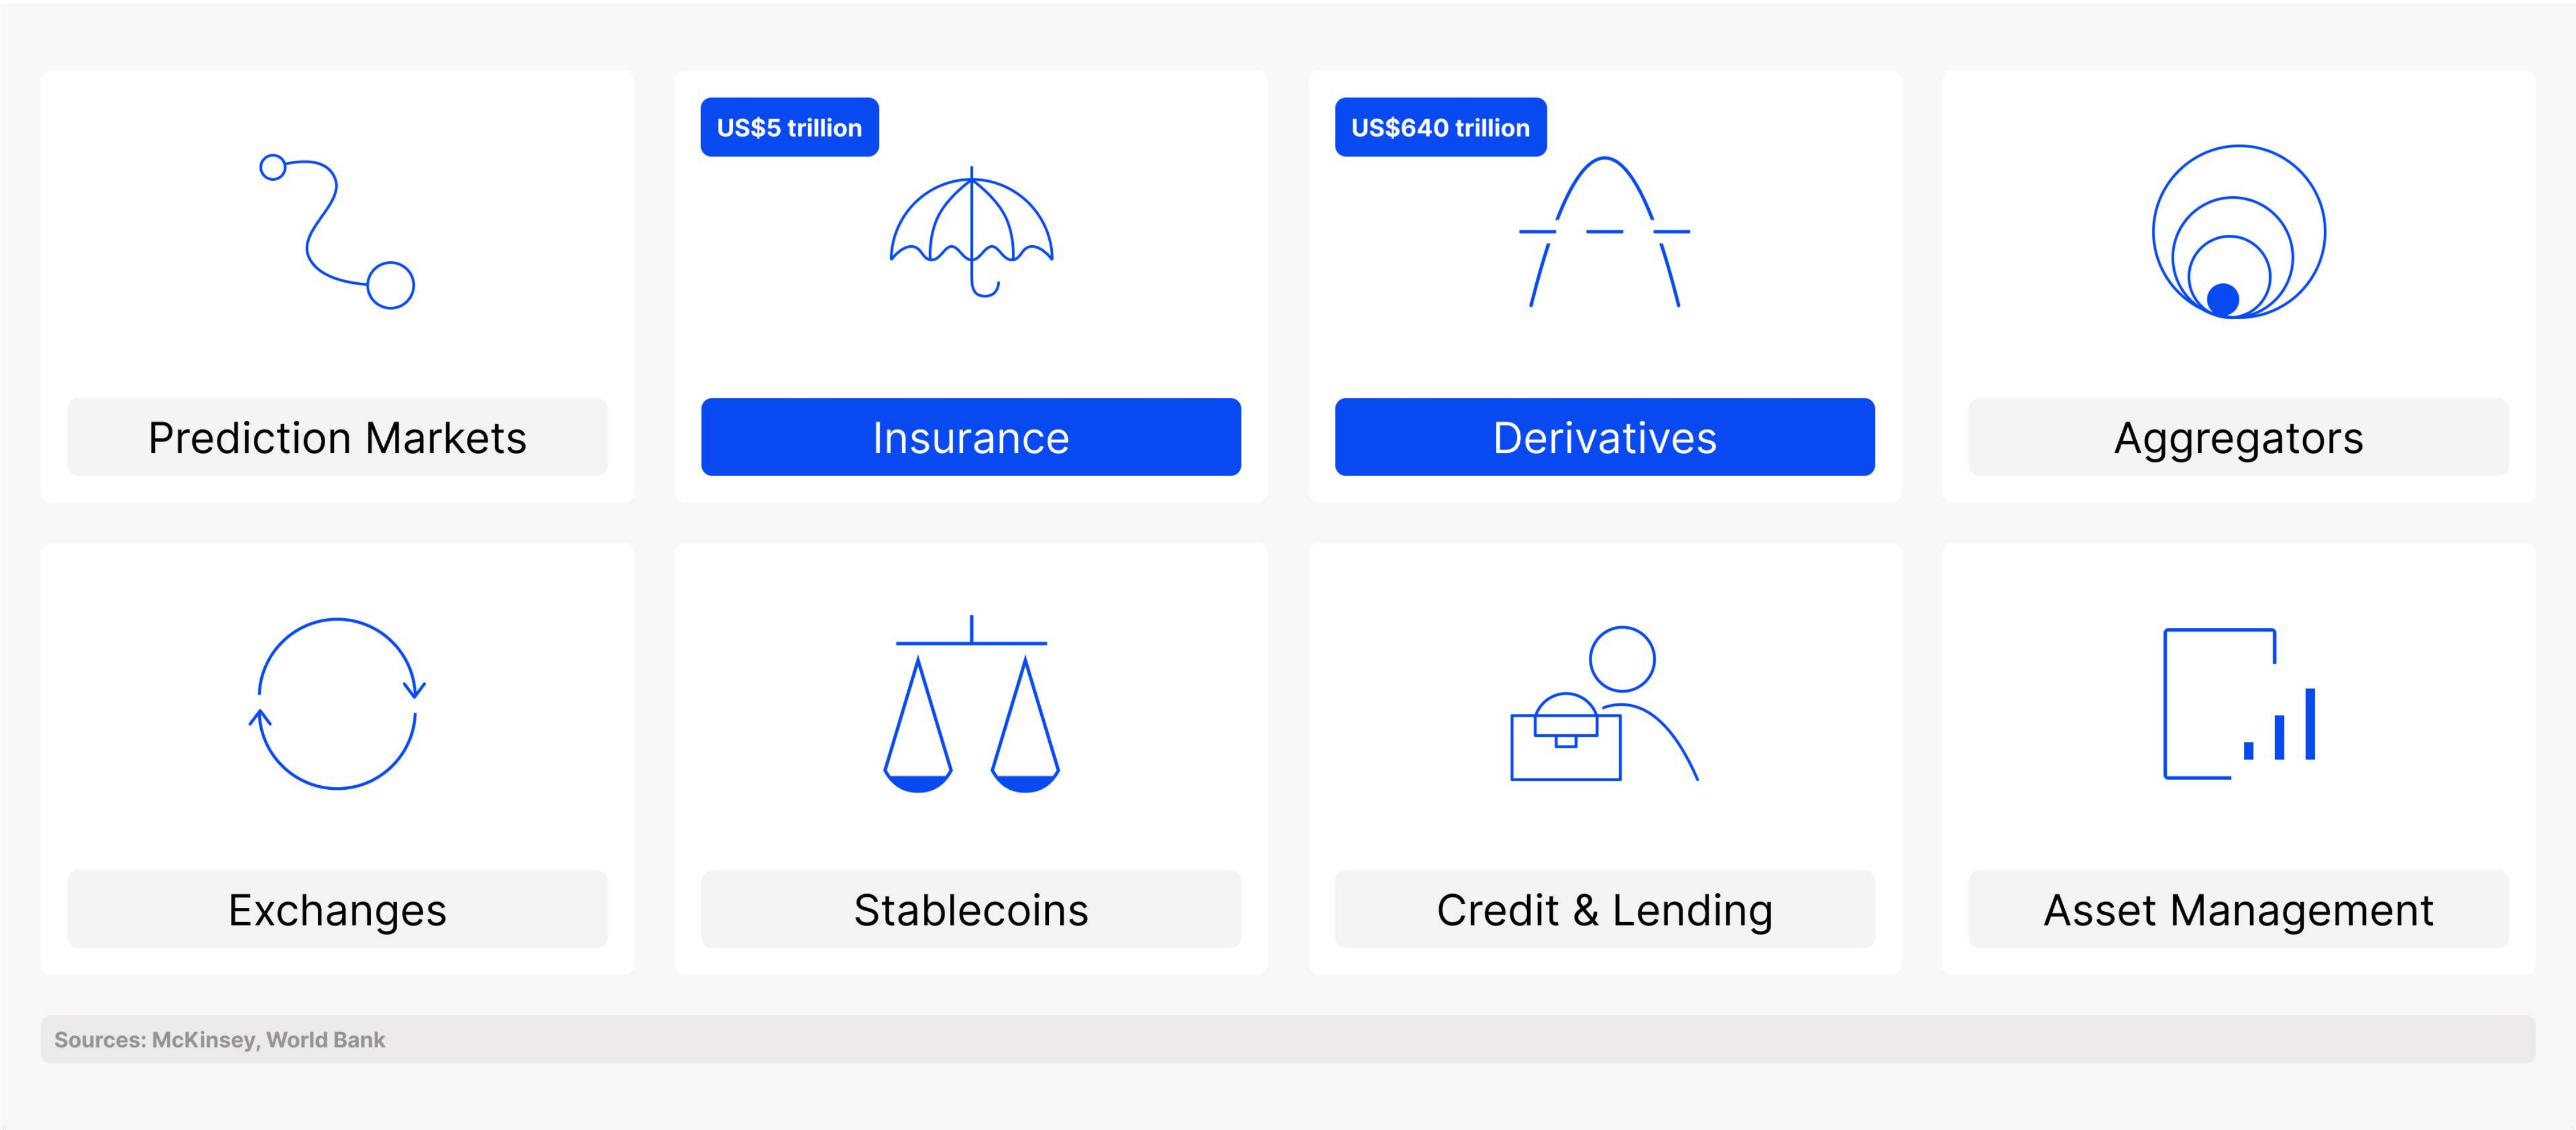 US$5 trillion
US$640 trillion
Prediction Markets
Insurance
Derivatives
Aggregators
Exchanges
Stablecoins
Credit & Lending
Asset Management
Sources: McKinsey, World Bank